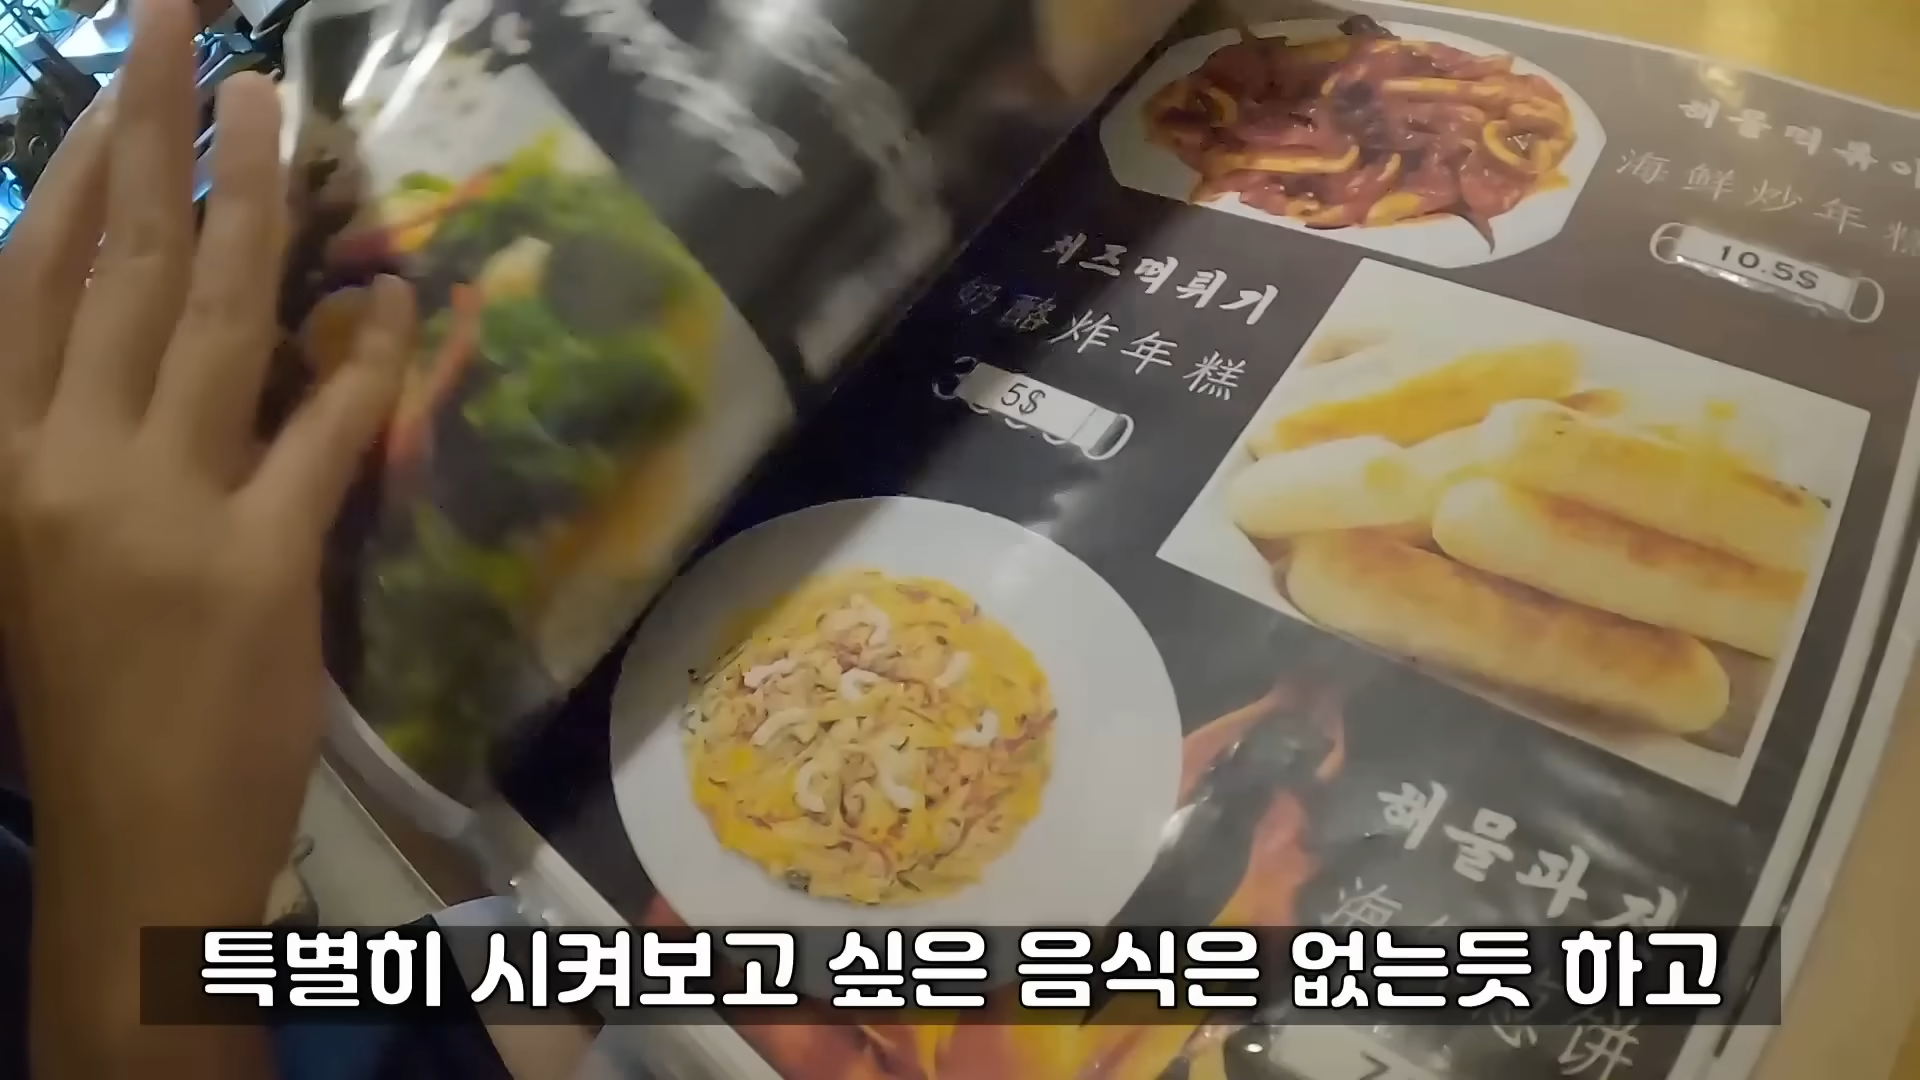 해물떡볶이
海鮮炒年糕
10.5$
치즈떡튀기
奶酪炸年糕
5$
해물파전
특별히 시켜보고 싶은 음식은 없는듯 하고